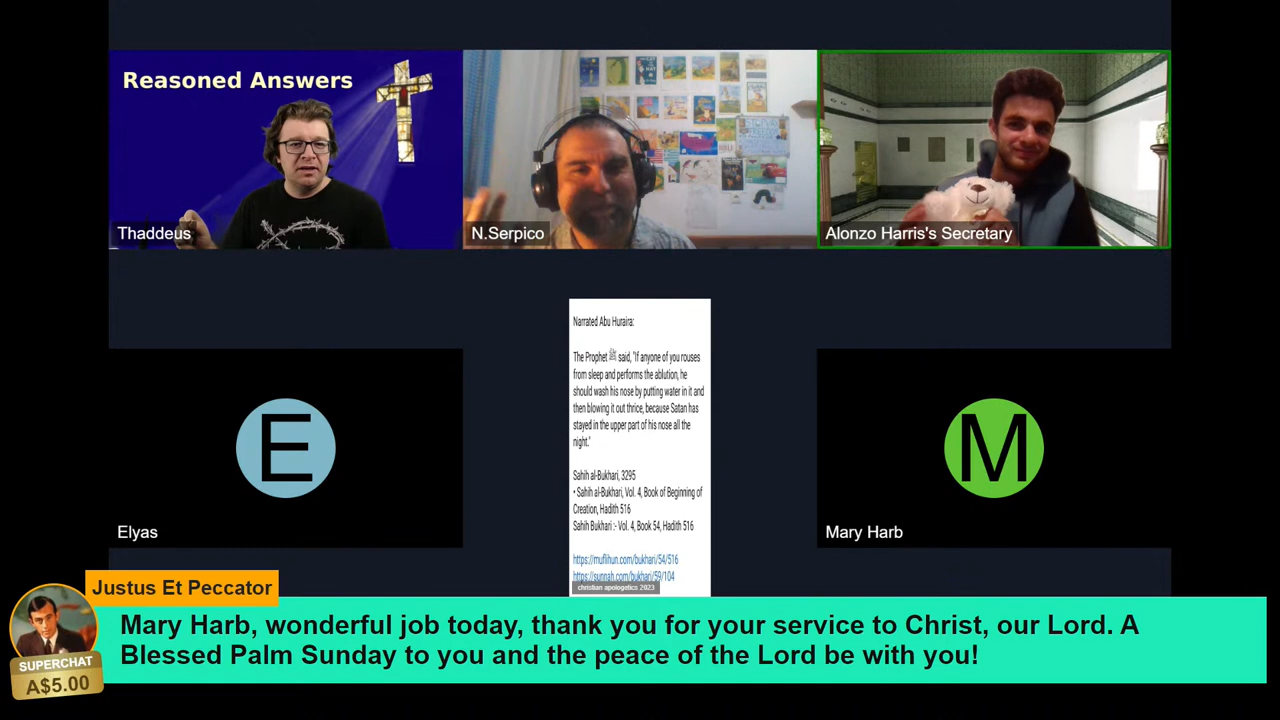 Reasoned Answers
Thaddeus
N.Serpico
Alonzo Harris's Secretary
Narrated Abu Huraira:
The Prophet ﷺ said, "If anyone of you rouses
from sleep and performs the ablution, he
should wash his nose by putting water in it and
then blowing it out thrice, because Satan has
stayed in the upper part of his nose all the
night."
Sahih al-Bukhari, 3295
• Sahih al-Bukhari, Vol. 4, Book of Beginning of
Creation, Hadith 516
Sahih Bukhari :- Vol. 4, Book 54, Hadith 516
https://muflihun.com/bukhari/54/516
https://sunnah.com/bukhari/59/104
christian apologetics 2023
E
Elyas
M
Mary Harb
Justus Et Peccator
Mary Harb, wonderful job today, thank you for your service to Christ, our Lord. A
Blessed Palm Sunday to you and the peace of the Lord be with you!
SUPERCHAT
A$5.00